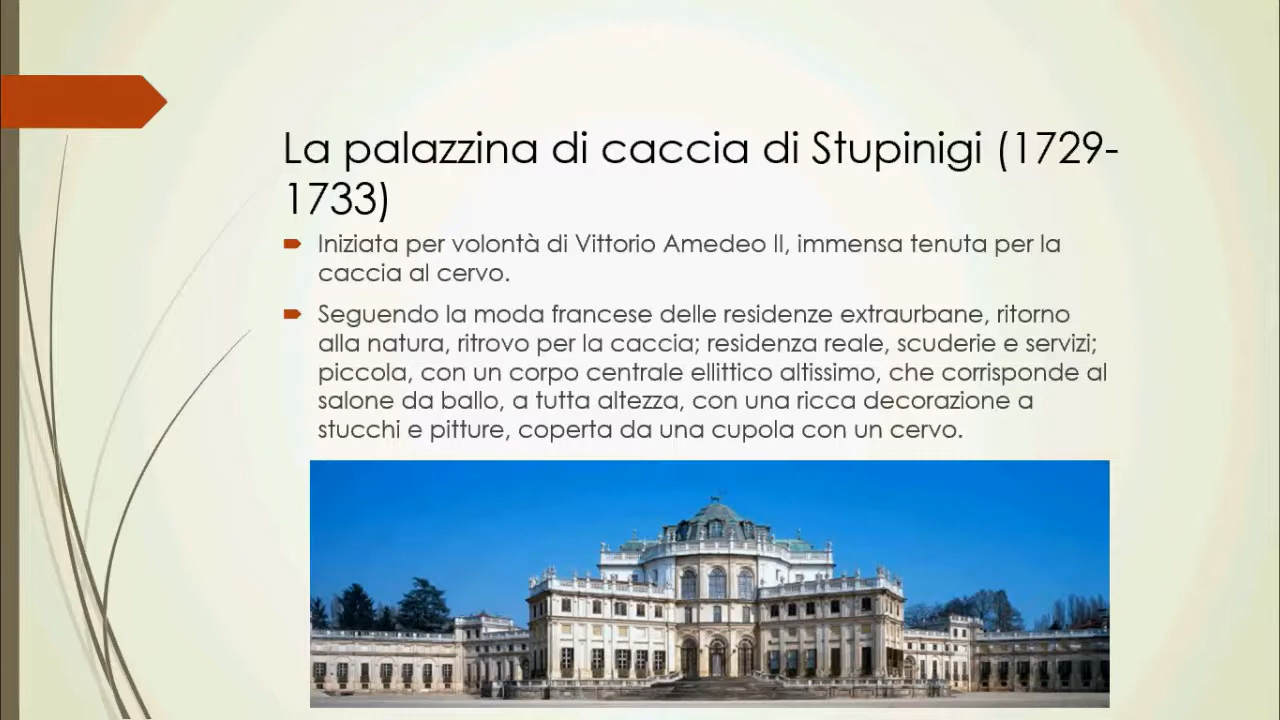 La palazzina di caccia di Stupinigi (1729-
1733)
Iniziata per volontà di Vittorio Amedeo II, immensa tenuta per la
caccia al cervo.
Seguendo la moda francese delle residenze extraurbane, ritorno
alla natura, ritrovo per la caccia; residenza reale, scuderie e servizi;
piccola, con un corpo centrale ellittico altissimo, che corrisponde al
salone da ballo, a tutta altezza, con una ricca decorazione a
stucchi e pitture, coperta da una cupola con un cervo.